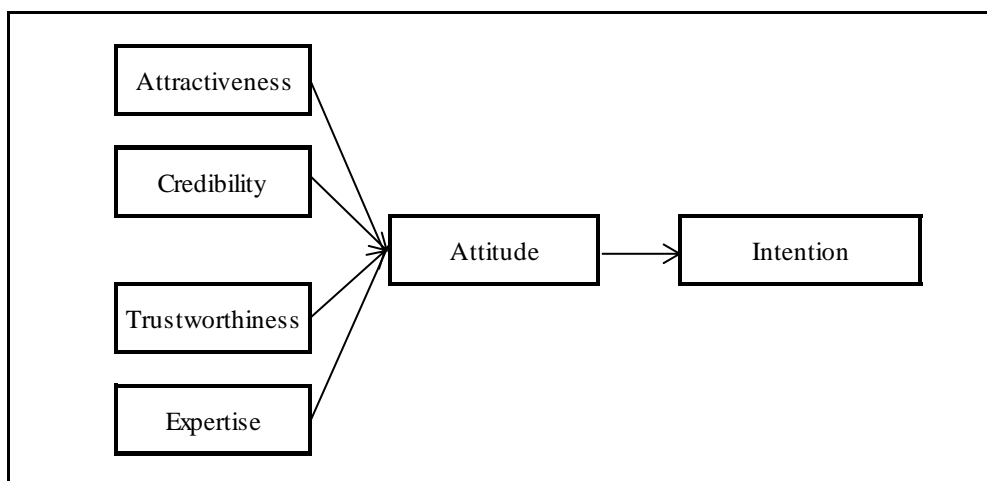 Attractiveness
Credibility
Attitude
Intention
Trustworthiness
Expertise